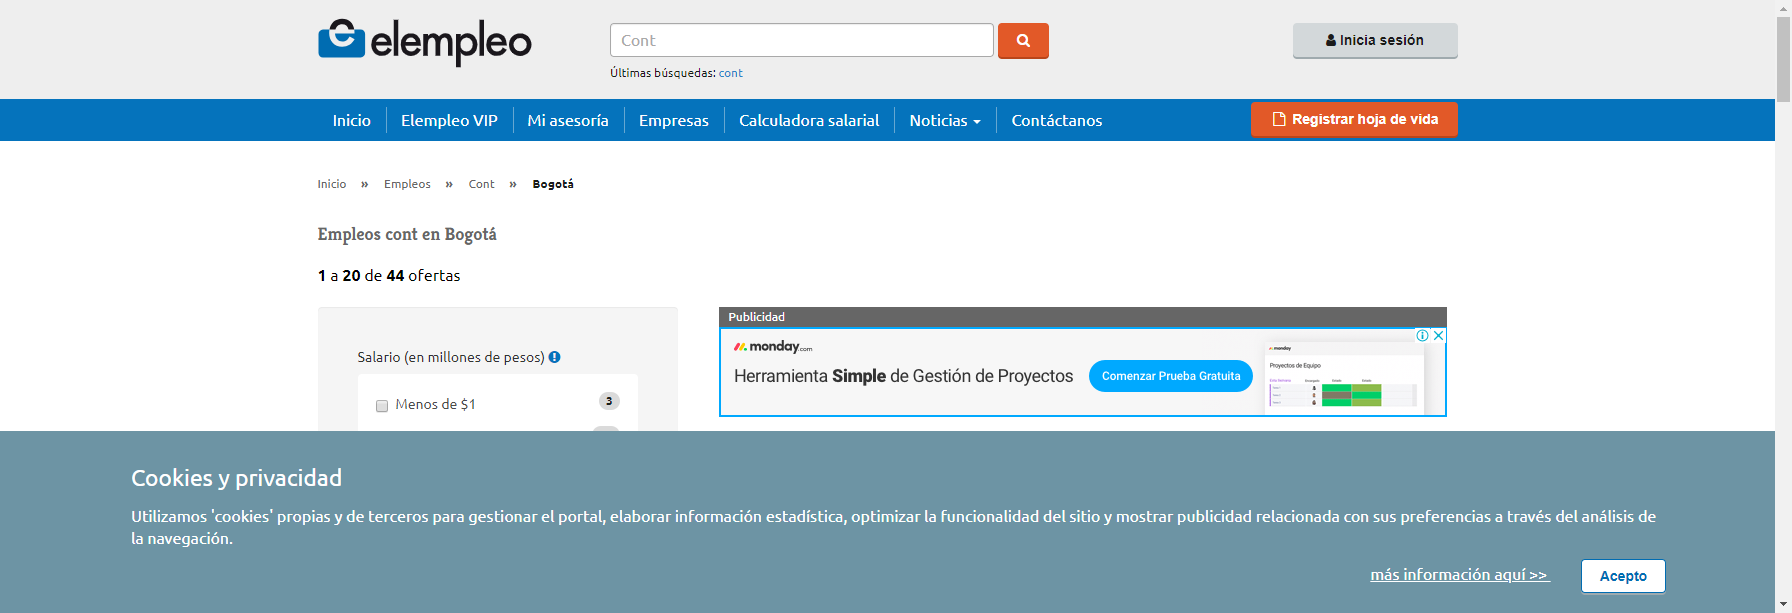 elempleo
Cont
Inicia sesión
Últimas búsquedas: cont
Inicio Elempleo VIP Mi asesoría Empresas Calculadora salarial Noticias Contáctanos Registrar hoja de vida
Inicio » Empleos » Cont » Bogotá
Empleos cont en Bogotá
1 a 20 de 44 ofertas
Publicidad
monday.com
Herramienta Simple de Gestión de Proyectos
Comenzar Prueba Gratuita
monday
Proyectos de Equipo
Salario (en millones de pesos)
Menos de $1 3
Cookies y privacidad
Utilizamos 'cookies' propias y de terceros para gestionar el portal, elaborar información estadística, optimizar la funcionalidad del sitio y mostrar publicidad relacionada con sus preferencias a través del análisis de
la navegación.
más información aquí >>
Acepto